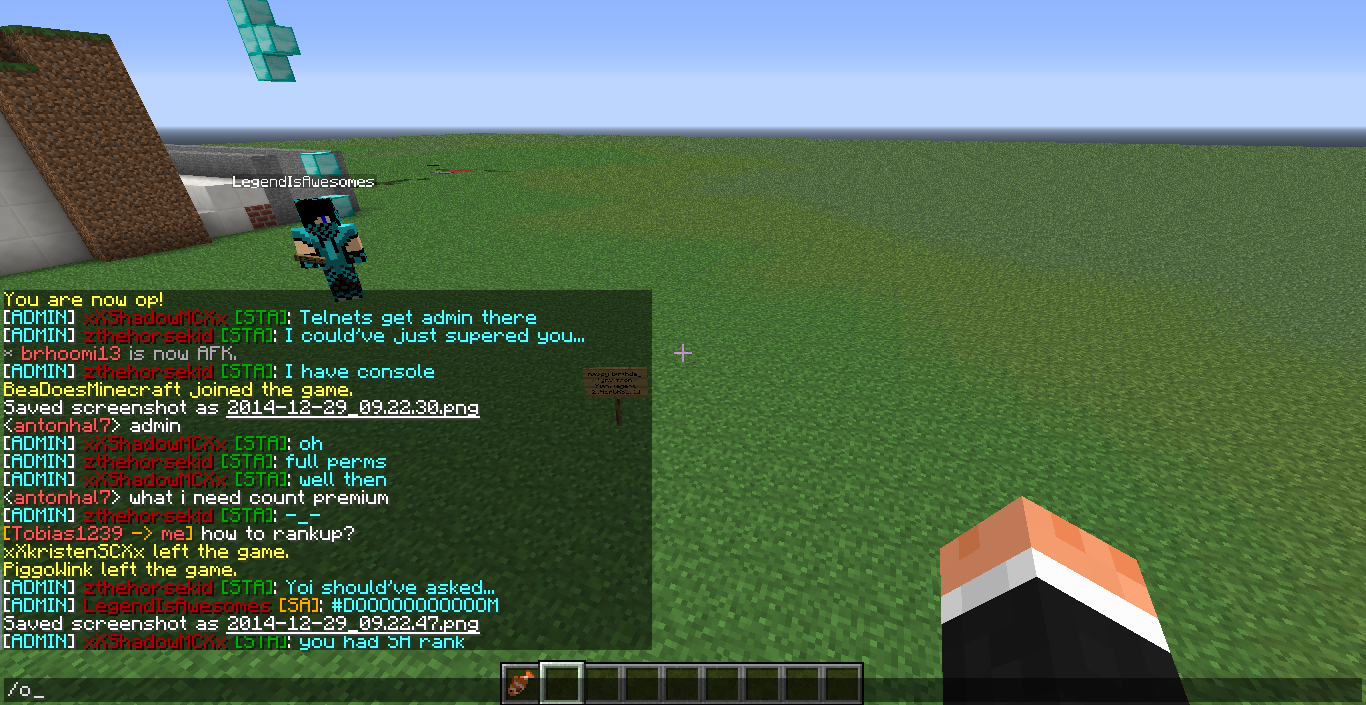 LegendIsAwesomes
You are now op!
[ADMIN] xXShadowMCXx [STA]: Telnets get admin there
[ADMIN] zthehorsekid [STA]: I could've just supered you...
× brhoomi13 is now AFK.
[ADMIN] zthehorsekid [STA]: I have console
BeaDoesMinecraft joined the game.
Saved screenshot as 2014-12-29_09.22.30.png
<antonhal7> admin
[ADMIN] xXShadowMCXx [STA]: oh
[ADMIN] zthehorsekid [STA]: full perms
[ADMIN] xXShadowMCXx [STA]: well then
<antonhal7> what i need count premium
[ADMIN] zthehorsekid [STA]: -_-
[Tobias1239 -> me] how to rankup?
xXkristenSCXx left the game.
PiggoWink left the game.
[ADMIN] zthehorsekid [STA]: Yoi should've asked...
[ADMIN] LegendIsAwesomes [SA]: #DOOOOOOOOOOOOM
Saved screenshot as 2014-12-29_09.22.47.png
[ADMIN] xXShadowMCXx [STA]: you had SA rank
/o_